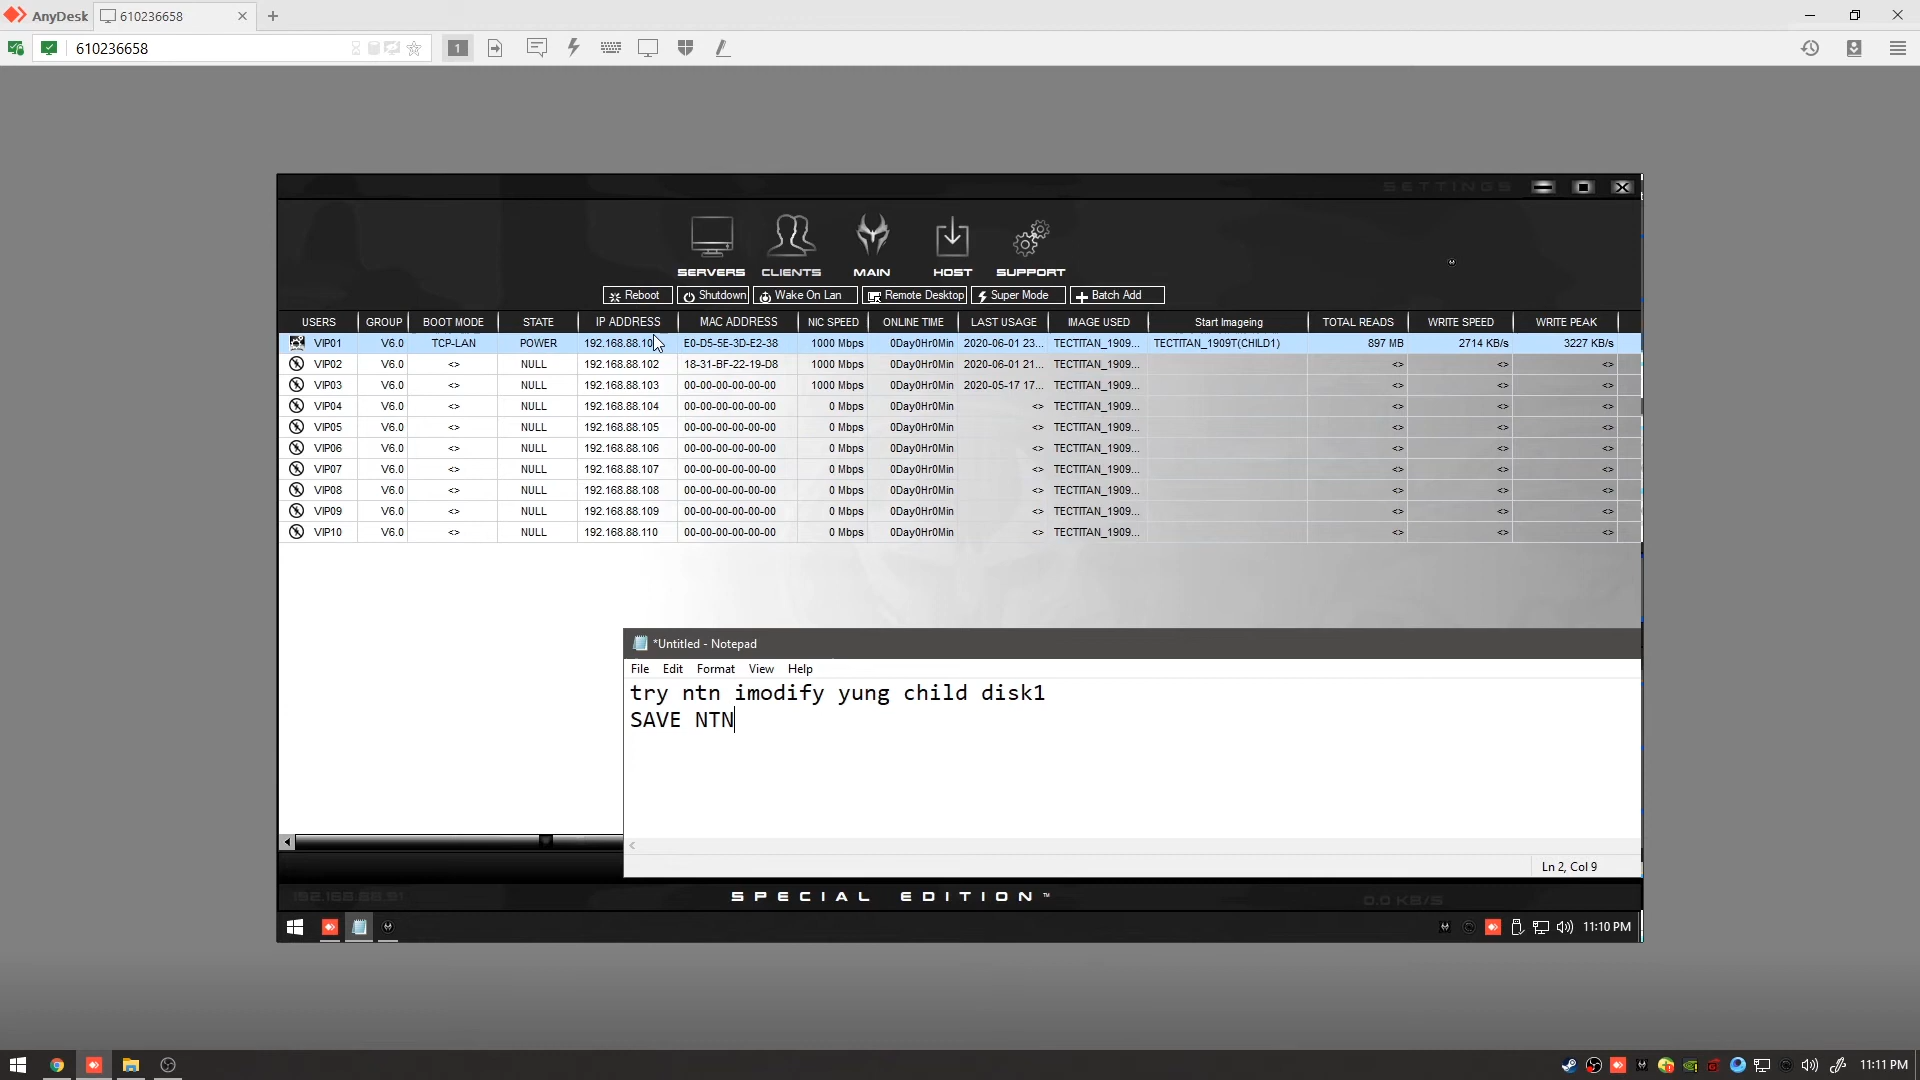 AnyDesk 610236658
610236658 1
SETTINGS
SERVERS CLIENTS MAIN HOST SUPPORT
Reboot Shutdown Wake On Lan Remote Desktop Super Mode Batch Add
USERS GROUP BOOT MODE STATE IP ADDRESS MAC ADDRESS NIC SPEED ONLINE TIME LAST USAGE IMAGE USED Start Imageing TOTAL READS WRITE SPEED WRITE PEAK
VIP01 V6.0 TCP-LAN POWER 192.168.88.10 E0-D5-5E-3D-E2-38 1000 Mbps 0Day0Hr0Min 2020-06-01 23... TECTITAN_1909... TECTITAN_1909T(CHILD1) 897 MB 2714 KB/s 3227 KB/s
VIP02 V6.0 <> NULL 192.168.88.102 18-31-BF-22-19-D8 1000 Mbps 0Day0Hr0Min 2020-06-01 21... TECTITAN_1909... <> <> <>
VIP03 V6.0 <> NULL 192.168.88.103 00-00-00-00-00-00 1000 Mbps 0Day0Hr0Min 2020-05-17 17... TECTITAN_1909... <> <> <>
VIP04 V6.0 <> NULL 192.168.88.104 00-00-00-00-00-00 0 Mbps 0Day0Hr0Min <> TECTITAN_1909... <> <> <>
VIP05 V6.0 <> NULL 192.168.88.105 00-00-00-00-00-00 0 Mbps 0Day0Hr0Min <> TECTITAN_1909... <> <> <>
VIP06 V6.0 <> NULL 192.168.88.106 00-00-00-00-00-00 0 Mbps 0Day0Hr0Min <> TECTITAN_1909... <> <> <>
VIP07 V6.0 <> NULL 192.168.88.107 00-00-00-00-00-00 0 Mbps 0Day0Hr0Min <> TECTITAN_1909... <> <> <>
VIP08 V6.0 <> NULL 192.168.88.108 00-00-00-00-00-00 0 Mbps 0Day0Hr0Min <> TECTITAN_1909... <> <> <>
VIP09 V6.0 <> NULL 192.168.88.109 00-00-00-00-00-00 0 Mbps 0Day0Hr0Min <> TECTITAN_1909... <> <> <>
VIP10 V6.0 <> NULL 192.168.88.110 00-00-00-00-00-00 0 Mbps 0Day0Hr0Min <> TECTITAN_1909... <> <> <>
*Untitled - Notepad
File Edit Format View Help
try ntn imodify yung child disk1
SAVE NTN
Ln 2, Col 9
192.168.88.91 SPECIAL EDITION™ 0.0 KB/S
11:10 PM
11:11 PM